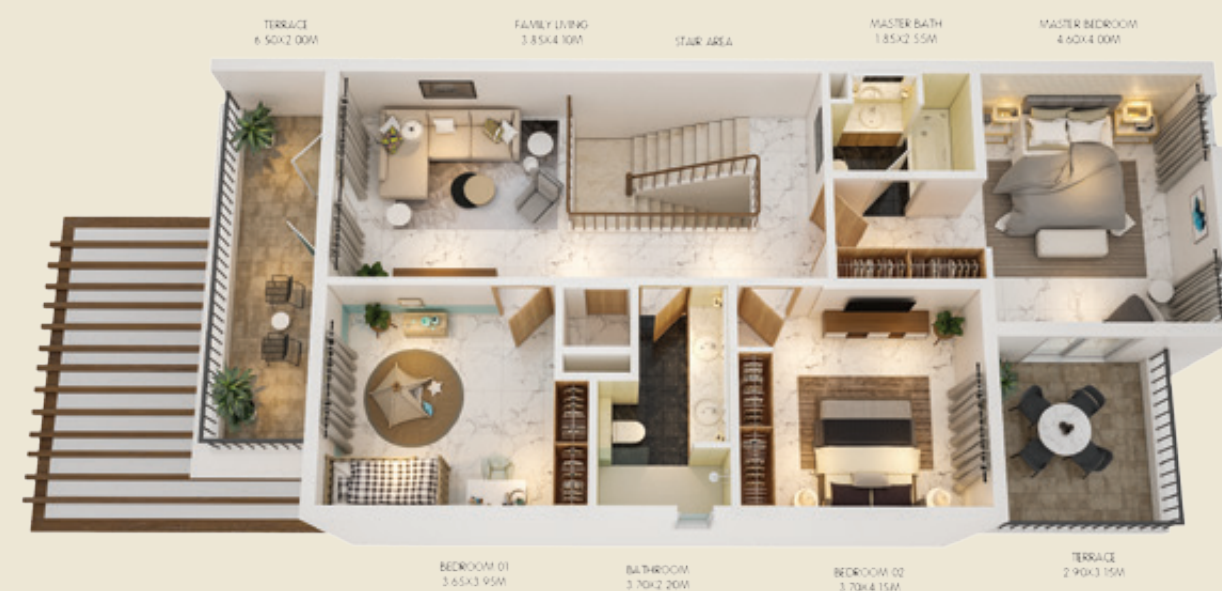 TERRACE
6.50X2.00M
FAMILY LIVING
3.85X4.10M
STAIR AREA
MASTER BATH
1.85X2.55M
MASTER BEDROOM
4.60X4.00M
BEDROOM 01
3.65X3.95M
BATHROOM
3.70X2.20M
BEDROOM 02
3.70X4.15M
TERRACE
2.90X3.15M